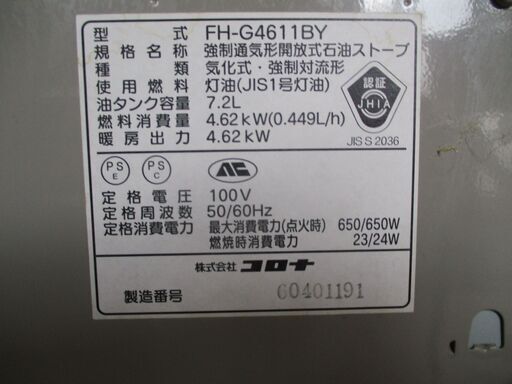 型式 FH-G4611BY
規格名称 強制通気形開放式石油ストーブ
種類 気化式・強制対流形
使用燃料 灯油(JIS1号灯油)
油タンク容量 7.2L
燃料消費量 4.62kW(0.449L/h)
暖房出力 4.62kW
認証
JHIA
JIS S 2036
PS E
PS C
定格電圧 100V
定格周波数 50/60Hz
定格消費電力 最大消費電力(点火時) 650/650W
燃焼時消費電力 23/24W
株式会社 コロナ
製造番号 60401191